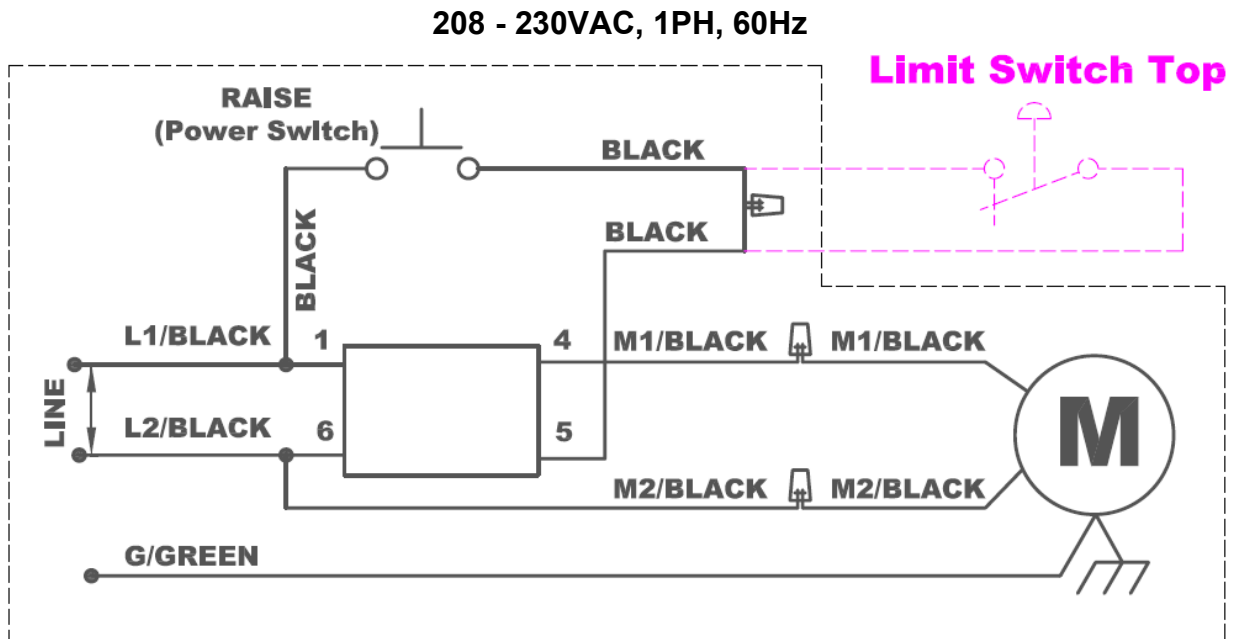 208 - 230VAC, 1PH, 60Hz
Limit Switch Top
RAISE
(Power Switch)
BLACK
BLACK
BLACK
L1/BLACK
1
4
M1/BLACK
M1/BLACK
LINE
L2/BLACK
6
5
M
M2/BLACK
M2/BLACK
G/GREEN